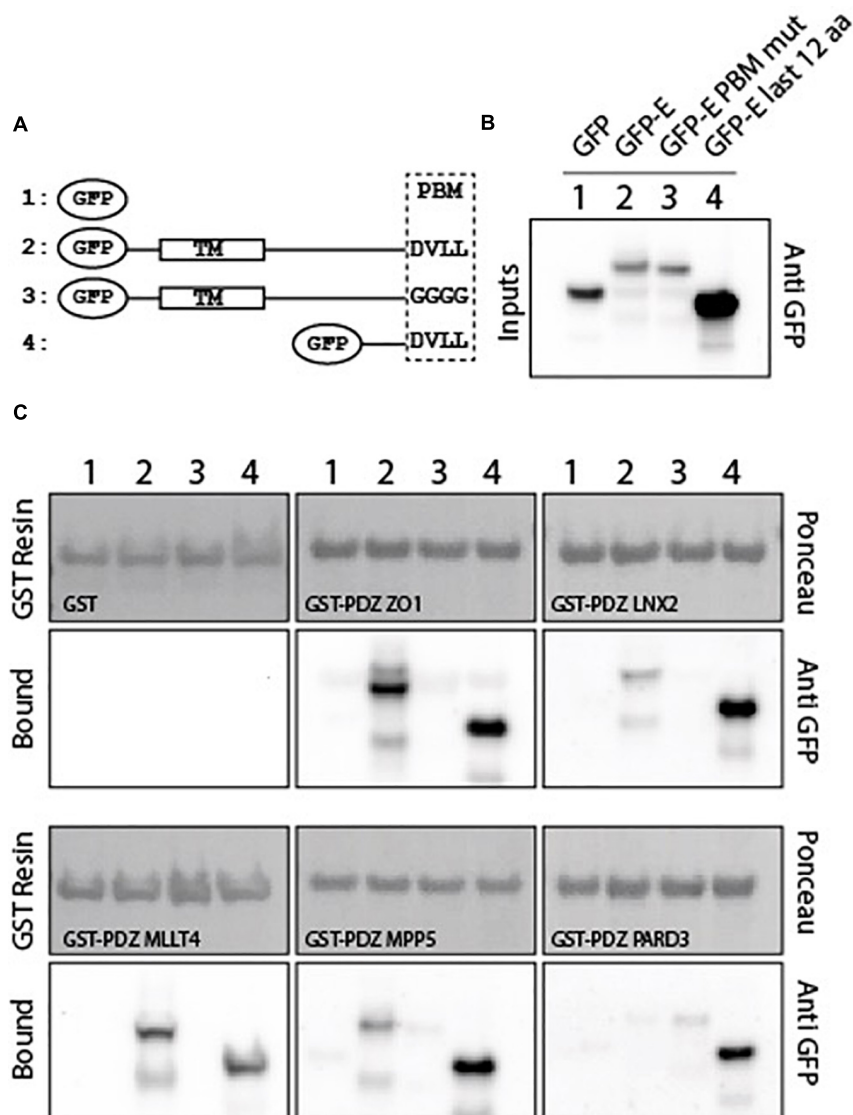 A
1: GFP
PBM
2: GFP TM DVLL
3: GFP TM GGGG
4: GFP DVLL
B
GFP
GFP-E
GFP-E PBM mut
GFP-E last 12 aa
1 2 3 4
Inputs
Anti GFP
C
1 2 3 4 1 2 3 4 1 2 3 4
GST Resin
GST
GST-PDZ ZO1
GST-PDZ LNX2
Ponceau
Bound
Anti GFP
GST Resin
GST-PDZ MLLT4
GST-PDZ MPP5
GST-PDZ PARD3
Ponceau
Bound
Anti GFP